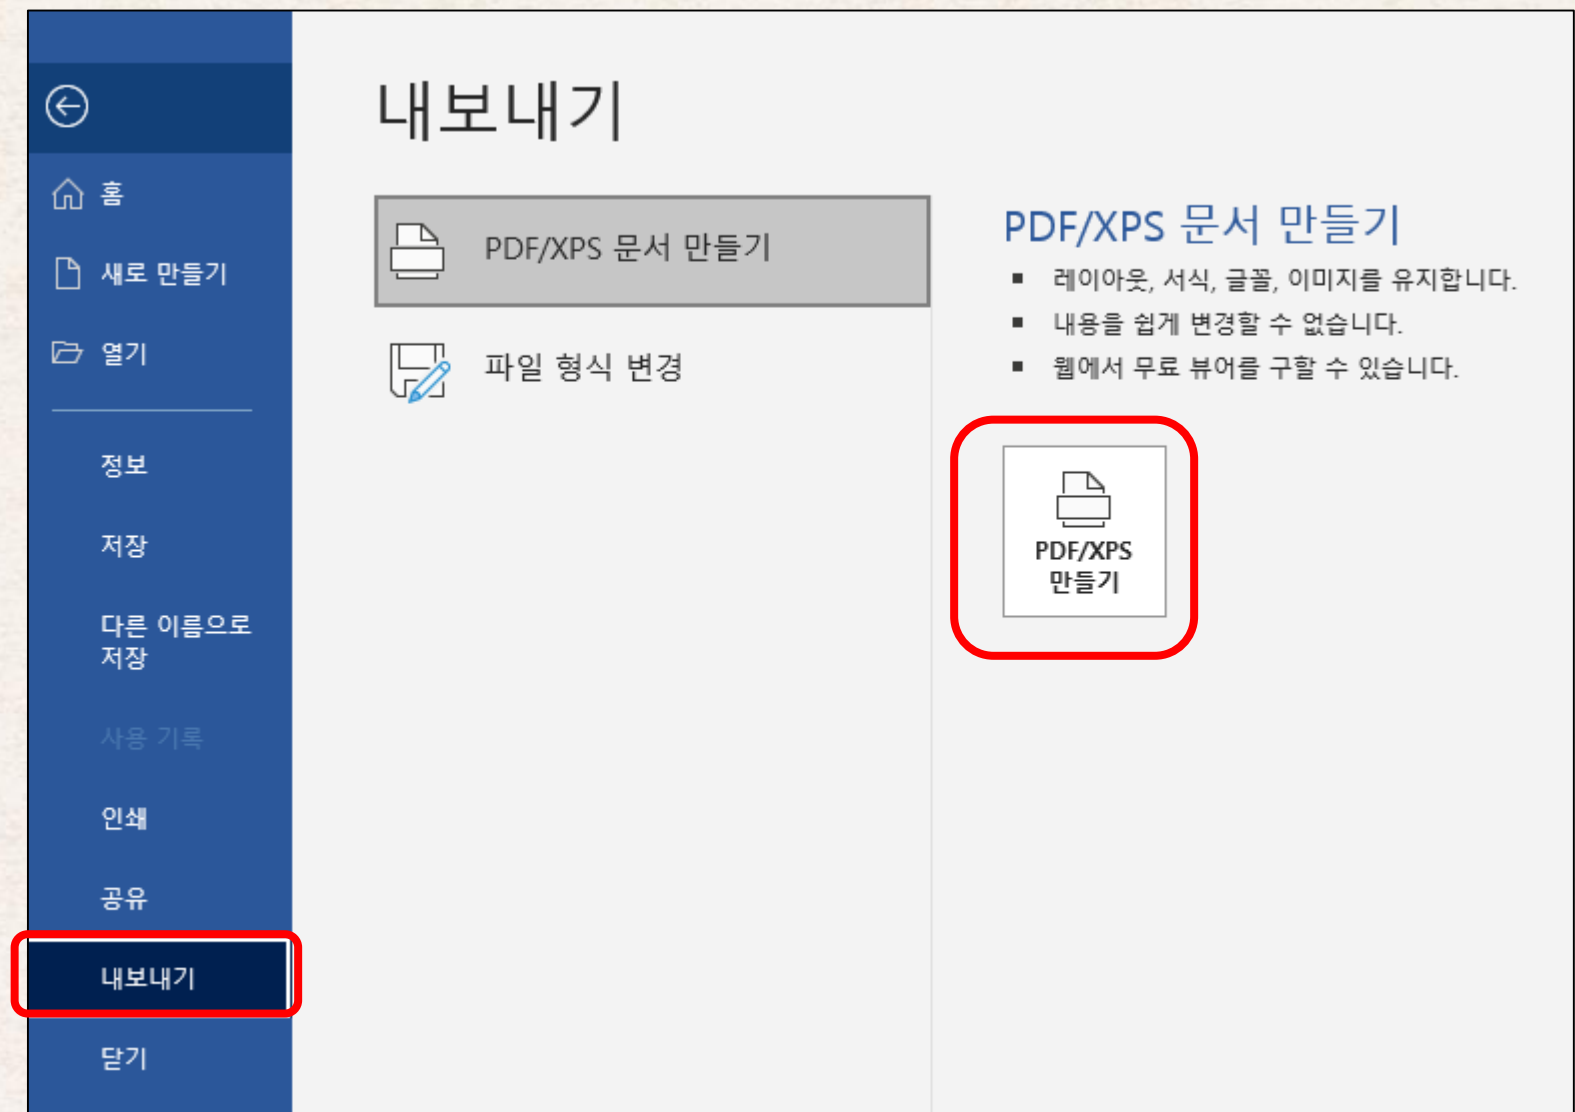 내보내기
홈
새로 만들기
열기
정보
저장
다른 이름으로
저장
사용 기록
인쇄
공유
내보내기
닫기
PDF/XPS 문서 만들기
파일 형식 변경
PDF/XPS 문서 만들기
레이아웃, 서식, 글꼴, 이미지를 유지합니다.
내용을 쉽게 변경할 수 없습니다.
웹에서 무료 뷰어를 구할 수 있습니다.
PDF/XPS
만들기